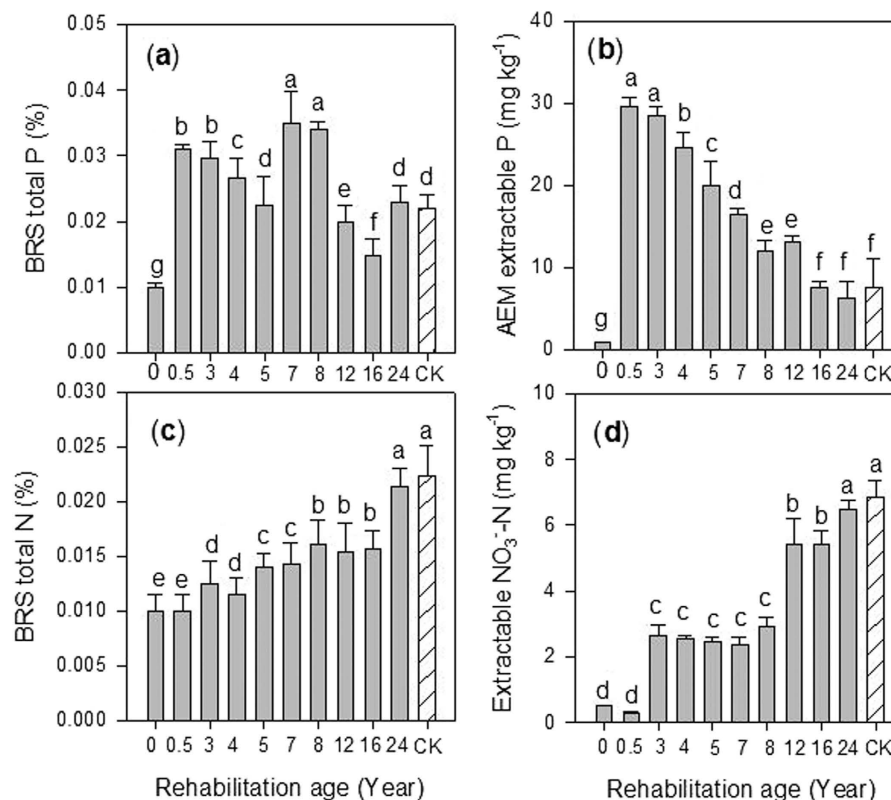 (a)
BRS total P (%)
0.05
0.04
0.03
0.02
0.01
0.00
g b b c d a a e f d d
0 0.5 3 4 5 7 8 12 16 24 CK
(b)
AEM extractable P (mg kg⁻¹)
40
30
20
10
0
g a a b c d e e f f f
0 0.5 3 4 5 7 8 12 16 24 CK
(c)
BRS total N (%)
0.030
0.025
0.020
0.015
0.010
0.005
0.000
e e d d c c b b b a a
0 0.5 3 4 5 7 8 12 16 24 CK
Rehabilitation age (Year)
(d)
Extractable NO₃⁻-N (mg kg⁻¹)
10
8
6
4
2
0
d d c c c c c b b a a
0 0.5 3 4 5 7 8 12 16 24 CK
Rehabilitation age (Year)